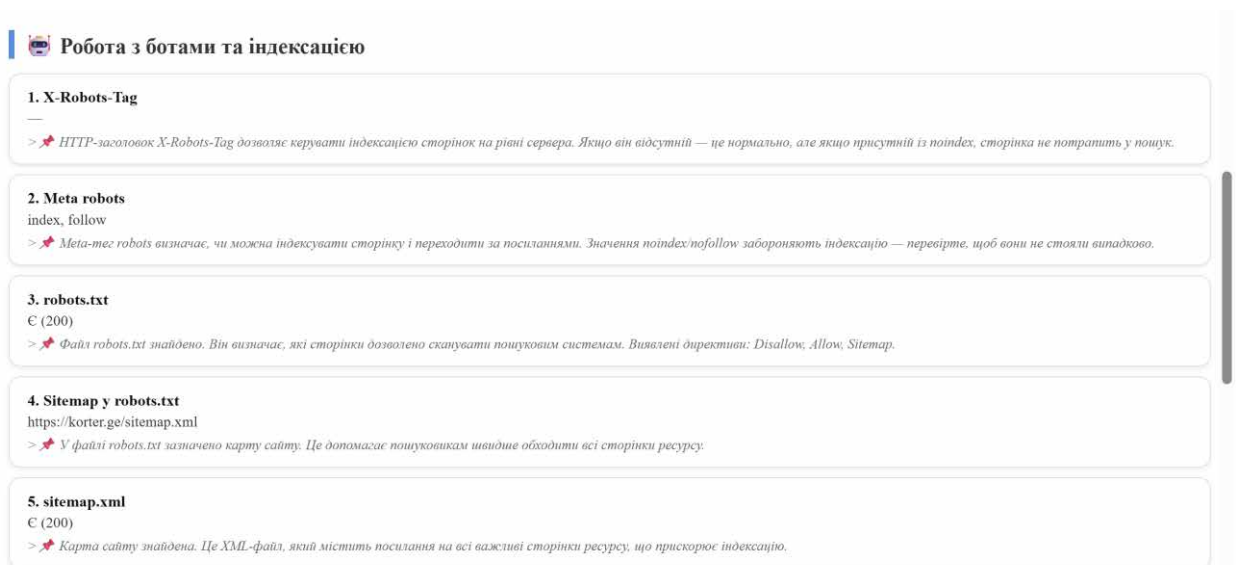 🤖 Робота з ботами та індексацією
1. X-Robots-Tag
—
> 📌 HTTP-заголовок X-Robots-Tag дозволяє керувати індексацією сторінок на рівні сервера. Якщо він відсутній — це нормально, але якщо присутній із noindex, сторінка не потрапить у пошук.
2. Meta robots
index, follow
> 📌 Meta-тег robots визначає, чи можна індексувати сторінку і переходити за посиланнями. Значення noindex/nofollow забороняють індексацію — перевірте, щоб вони не стояли випадково.
3. robots.txt
Є (200)
> 📌 Файл robots.txt знайдено. Він визначає, які сторінки дозволено сканувати пошуковим системам. Виявлені директиви: Disallow, Allow, Sitemap.
4. Sitemap у robots.txt
https://korter.ge/sitemap.xml
> 📌 У файлі robots.txt зазначено карту сайту. Це допомагає пошуковикам швидше обходити всі сторінки ресурсу.
5. sitemap.xml
Є (200)
> 📌 Карта сайту знайдена. Це XML-файл, який містить посилання на всі важливі сторінки ресурсу, що прискорює індексацію.